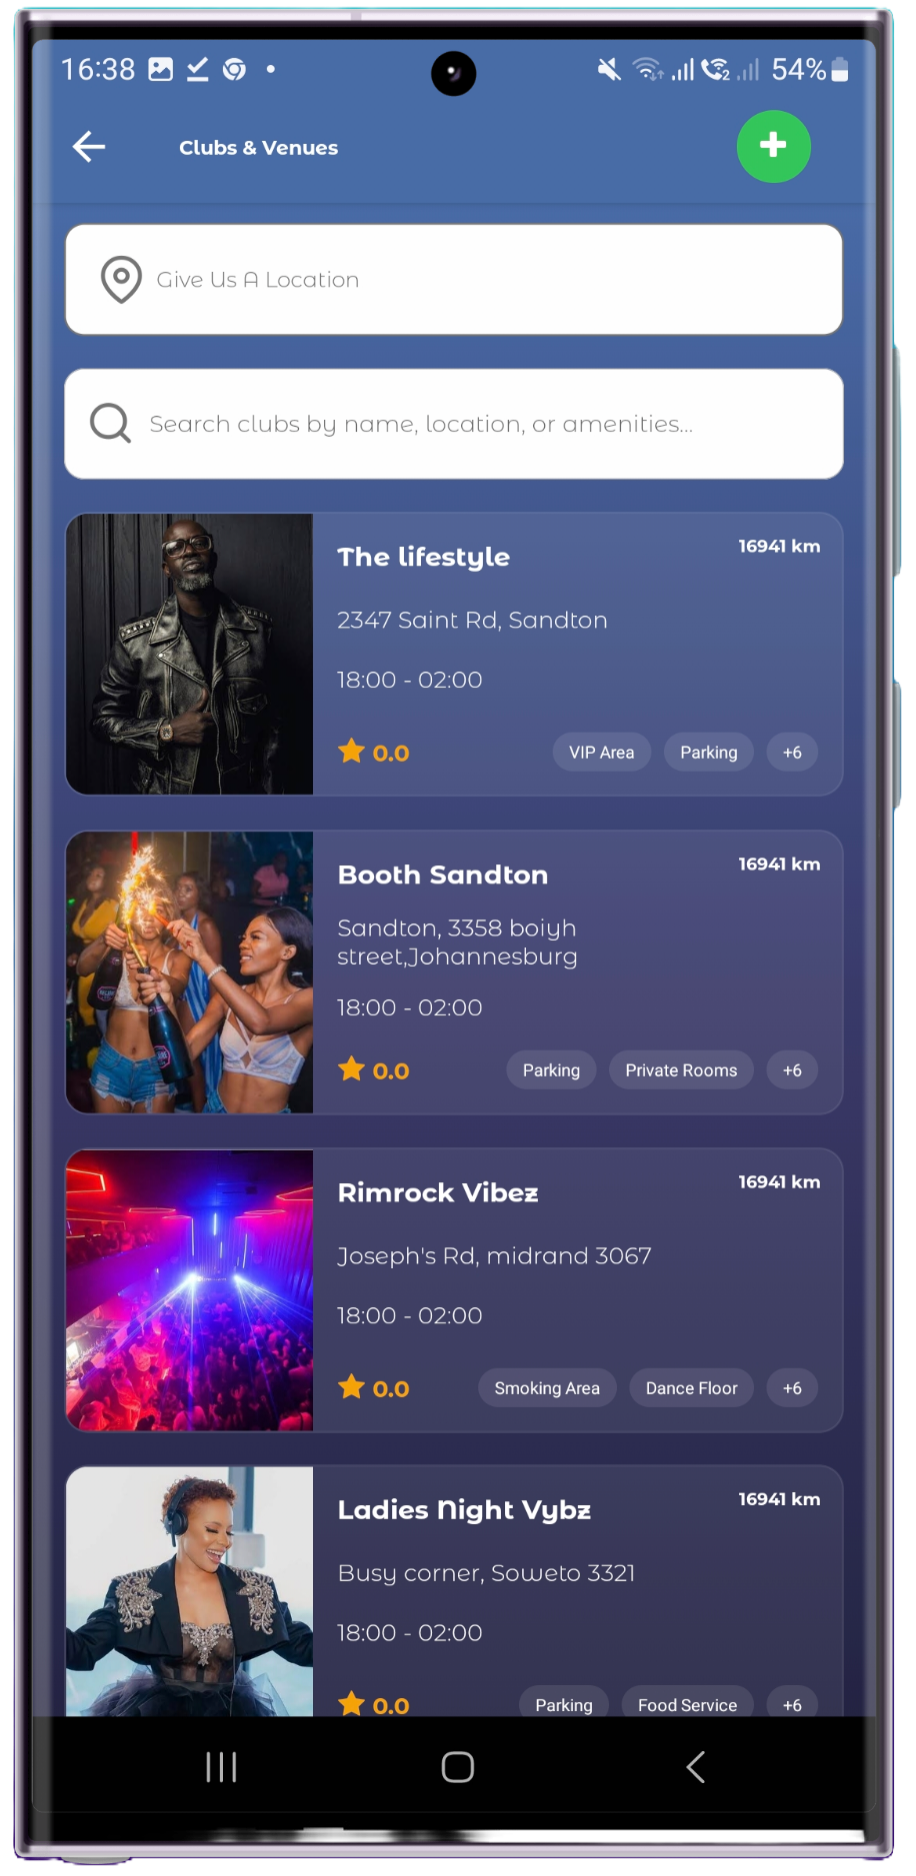 16:38
54%
Clubs & Venues
Give Us A Location
Search clubs by name, location, or amenities...
The lifestyle
16941 km
2347 Saint Rd, Sandton
18:00 - 02:00
0.0
VIP Area
Parking
+6
Booth Sandton
16941 km
Sandton, 3358 boiyh
street,Johannesburg
18:00 - 02:00
0.0
Parking
Private Rooms
+6
Rimrock Vibez
16941 km
Joseph's Rd, midrand 3067
18:00 - 02:00
0.0
Smoking Area
Dance Floor
+6
Ladies Night Vybz
16941 km
Busy corner, Soweto 3321
18:00 - 02:00
0.0
Parking
Food Service
+6